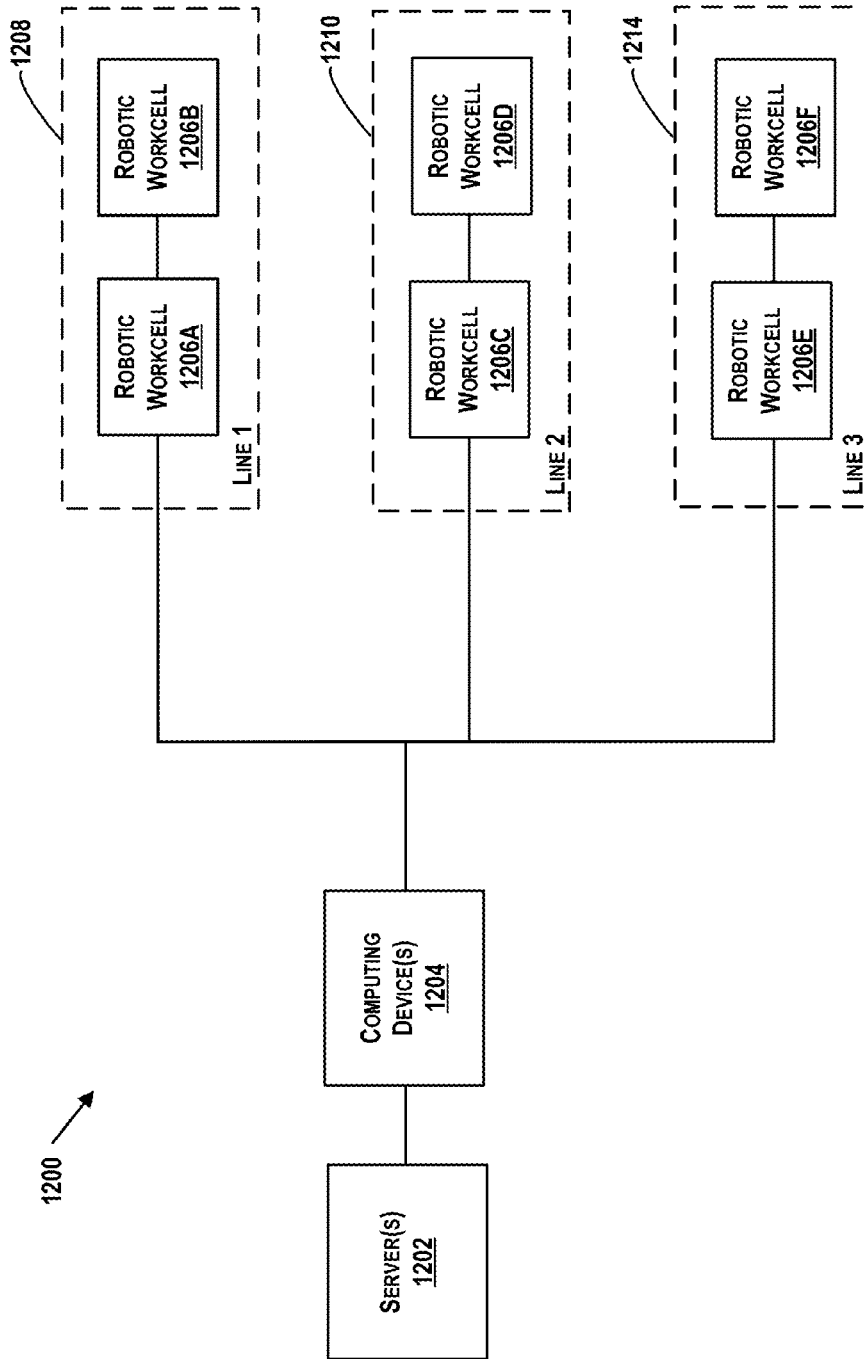 1200
SERVER(S)
1202
COMPUTING
DEVICE(S)
1204
LINE 1
ROBOTIC
WORKCELL
1206A
ROBOTIC
WORKCELL
1206B
1208
LINE 2
ROBOTIC
WORKCELL
1206C
ROBOTIC
WORKCELL
1206D
1210
LINE 3
ROBOTIC
WORKCELL
1206E
ROBOTIC
WORKCELL
1206F
1214